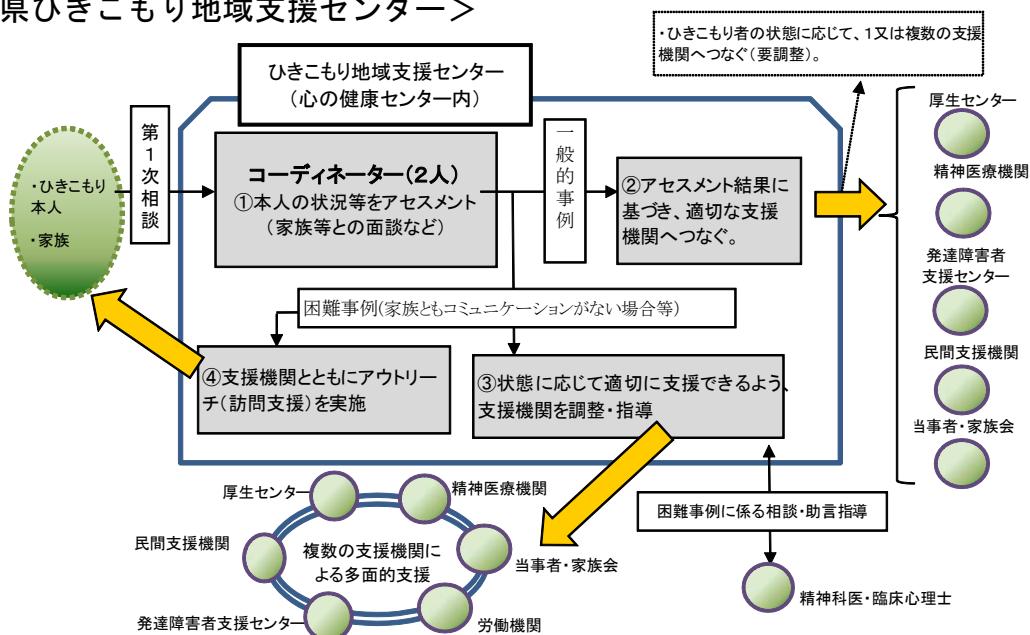 県ひきこもり地域支援センター＞
・ひきこもり者の状態に応じて、1又は複数の支援
機関へつなぐ（要調整）。
ひきこもり地域支援センター
（心の健康センター内）
・ひきこもり
本人
・家族
第
1
次
相
談
コーディネーター（2人）
①本人の状況等をアセスメント
（家族等との面談など）
一
般
的
事
例
②アセスメント結果に
基づき、適切な支援
機関へつなぐ。
厚生センター
精神医療機関
発達障害者
支援センター
民間支援機関
当事者・家族会
困難事例(家族ともコミュニケーションがない場合等)
④支援機関とともにアウトリー
チ（訪問支援）を実施
③状態に応じて適切に支援できるよう、
支援機関を調整・指導
困難事例に係る相談・助言指導
精神科医・臨床心理士
厚生センター
精神医療機関
民間支援機関
複数の支援機関に
よる多面的支援
当事者・家族会
発達障害者支援センター
労働機関